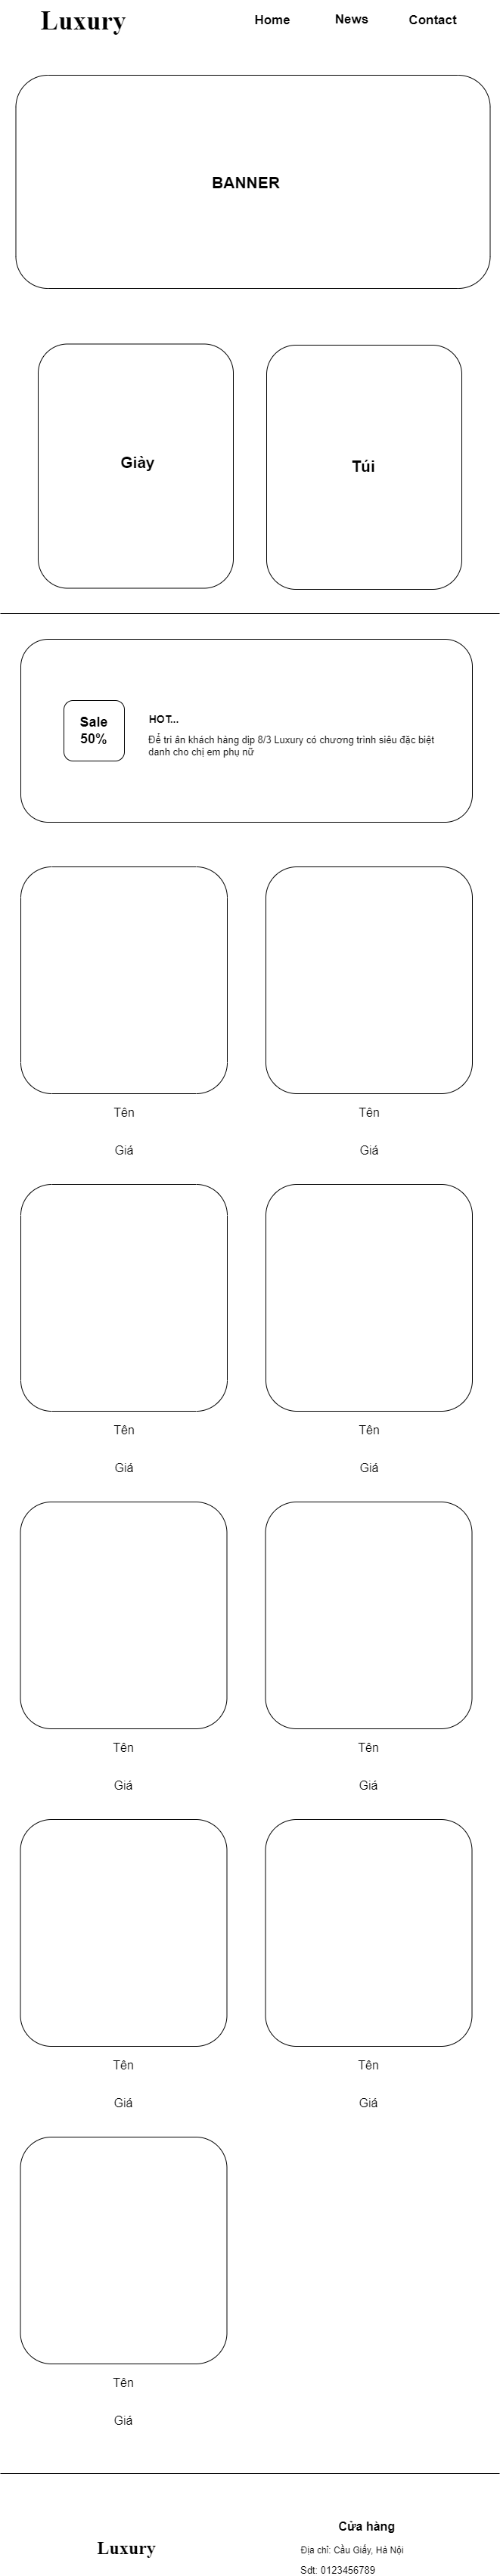 Luxury
Home
News
Contact
BANNER
Giày
Túi
Sale
50%
HOT...
Để tri ân khách hàng dịp 8/3 Luxury có chương trình siêu đặc biệt
danh cho chị em phụ nữ
Tên
Tên
Giá
Giá
Tên
Tên
Giá
Giá
Tên
Tên
Giá
Giá
Tên
Tên
Giá
Giá
Tên
Giá
Luxury
Cửa hàng
Địa chỉ: Cầu Giấy, Hà Nội
Sdt: 0123456789